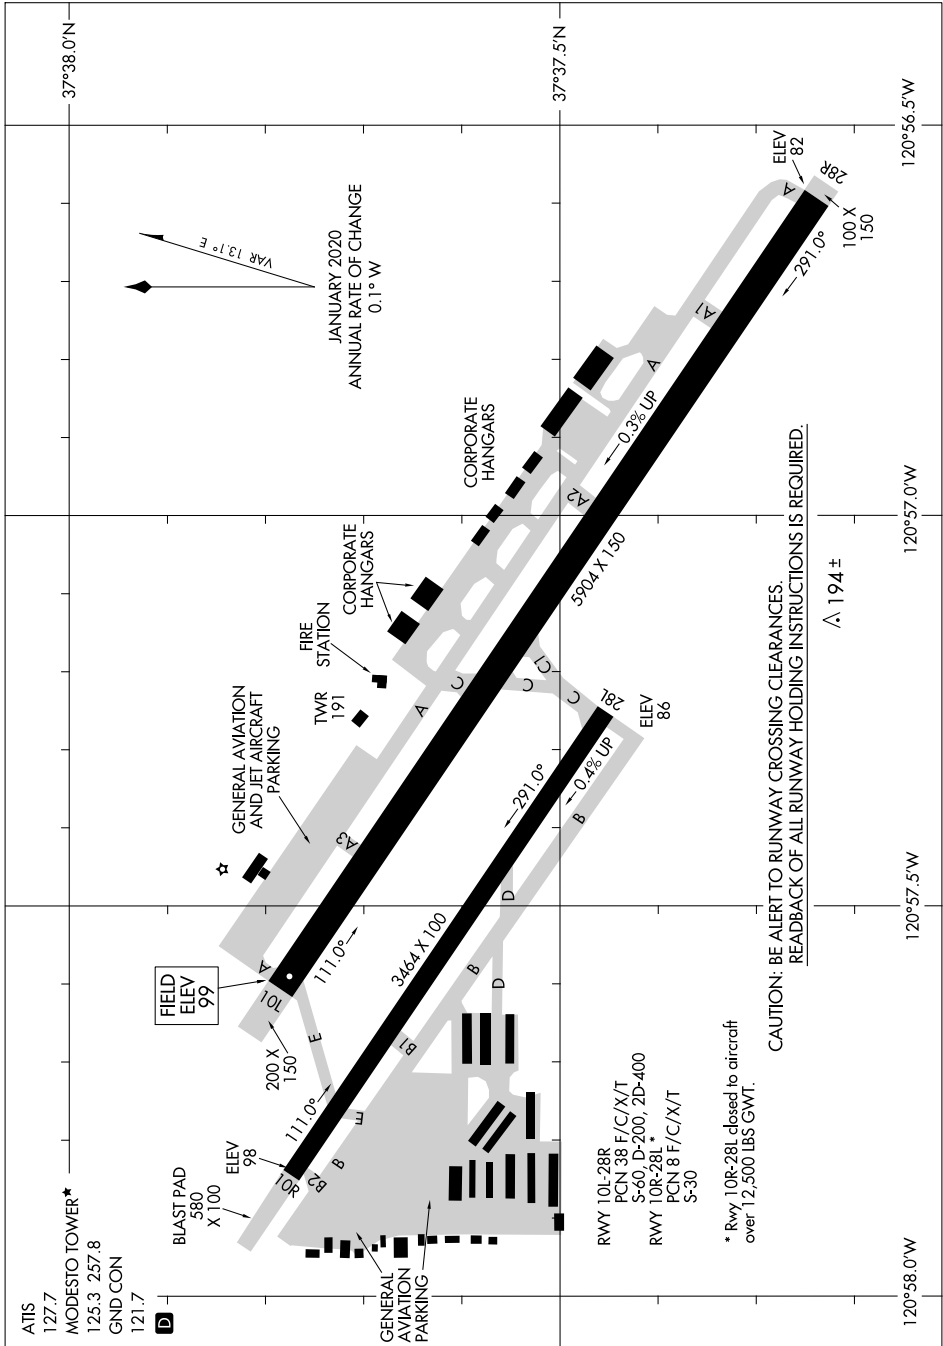 ATIS
127.7
MODESTO TOWER★
125.3 257.8
GND CON
121.7
D
37°38.0'N
37°37.5'N
VAR 13.1° E
JANUARY 2020
ANNUAL RATE OF CHANGE
0.1° W
120°56.5'W
120°57.0'W
120°57.5'W
120°58.0'W
FIELD
ELEV
99
GENERAL AVIATION
AND JET AIRCRAFT
PARKING
TWR
191
FIRE
STATION
CORPORATE
HANGARS
CORPORATE
HANGARS
BLAST PAD
580
X 100
ELEV
98
200 X
150
10R
B2
B
111.0°
E
E
10L
A
111.0°
A3
A
C
C
C1
C
A2
0.3% UP
A
A1
A
ELEV
82
28R
100 X
150
291.0°
5904 X 150
3464 X 100
B1
B
D
D
B
291.0°
0.4% UP
28L
ELEV
86
GENERAL
AVIATION
PARKING
RWY 10L-28R
PCN 38 F/C/X/T
S-60, D-200, 2D-400
RWY 10R-28L *
PCN 8 F/C/X/T
S-30
* Rwy 10R-28L closed to aircraft
over 12,500 LBS GWT.
CAUTION: BE ALERT TO RUNWAY CROSSING CLEARANCES.
READBACK OF ALL RUNWAY HOLDING INSTRUCTIONS IS REQUIRED.
194 ±